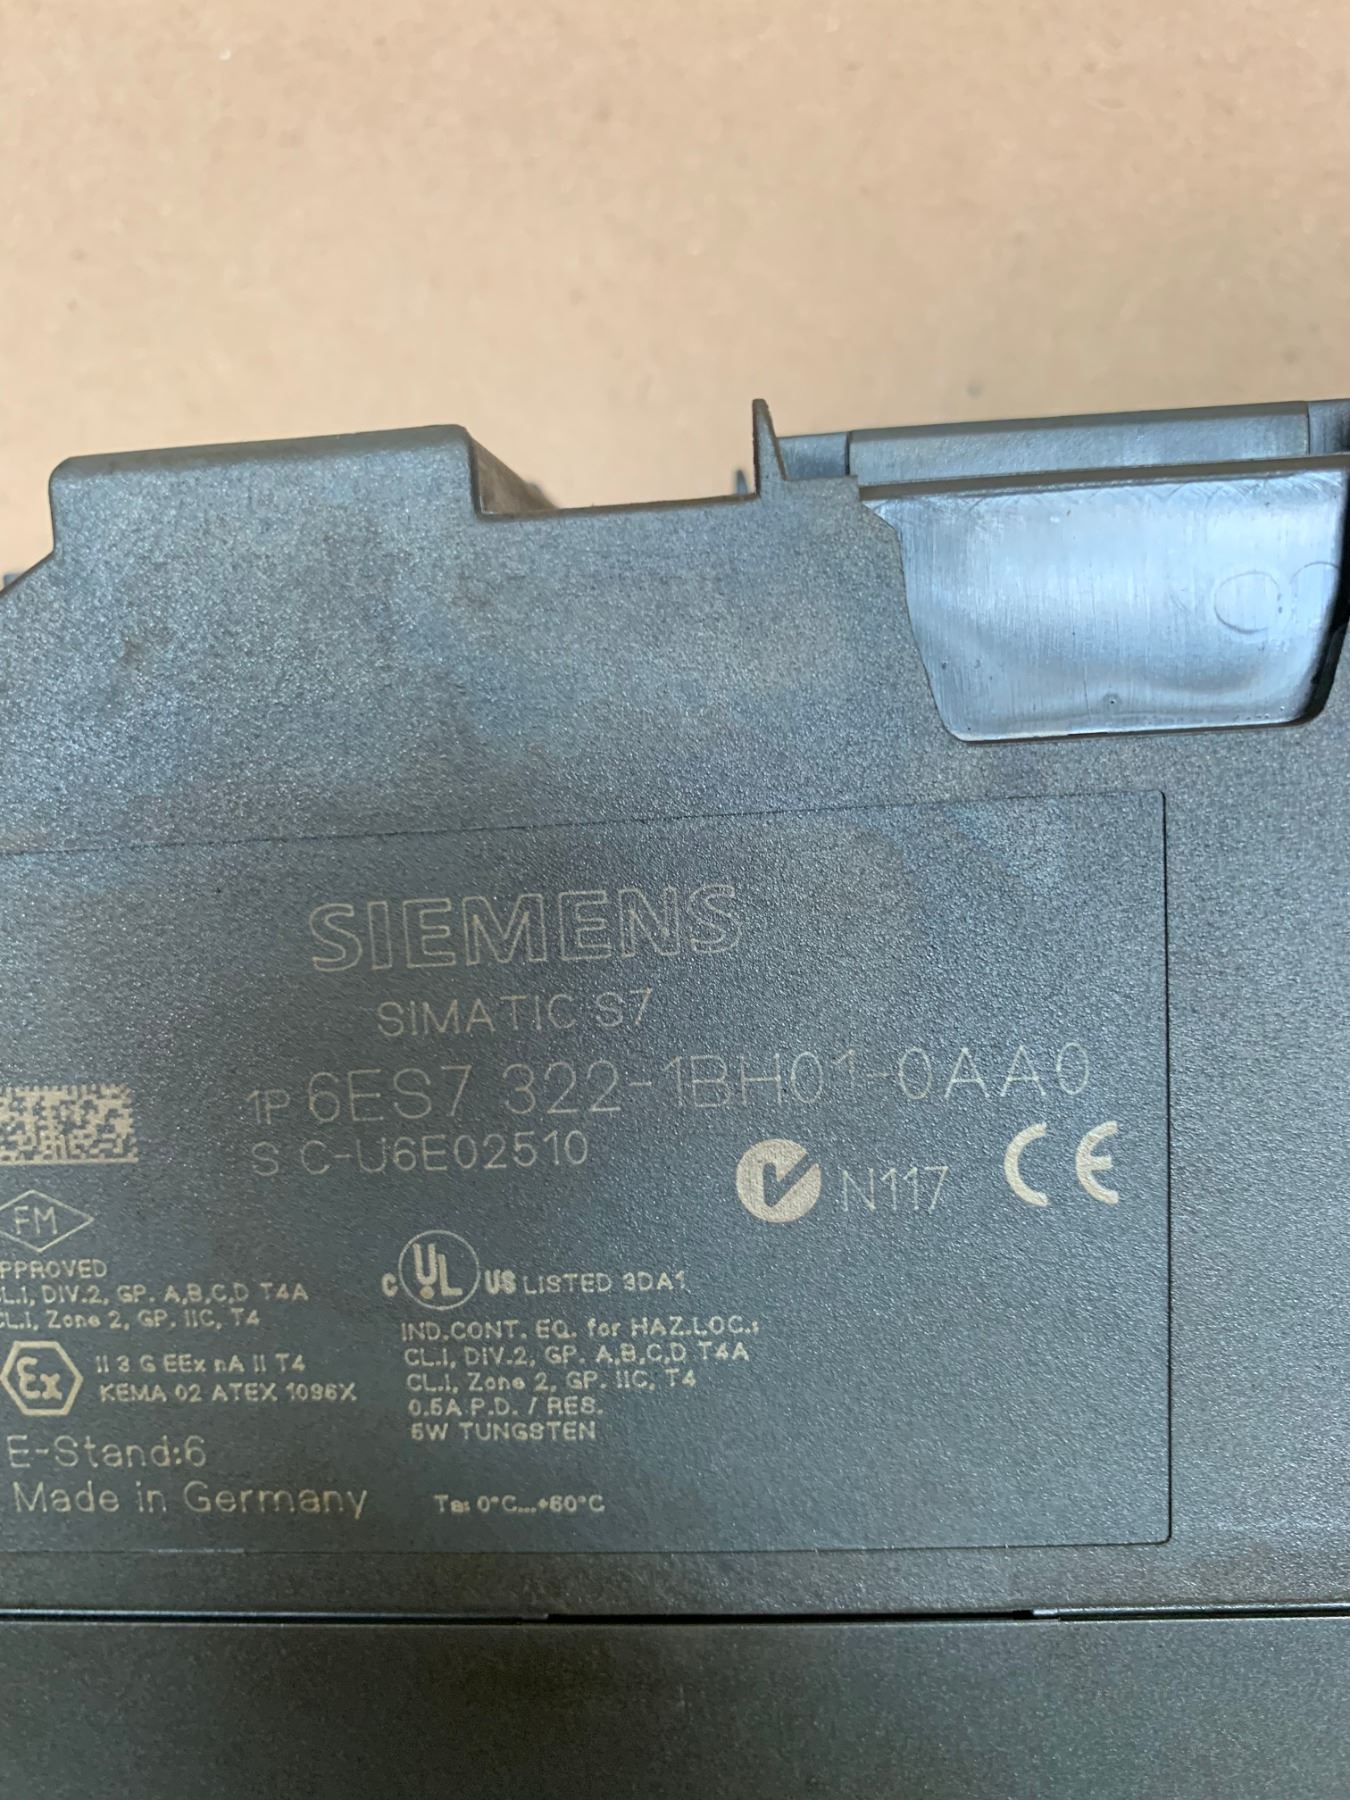 SIEMENS
SIMATIC S7
1P 6ES7 322-1BH01-0AA0
S C-U6E02510
N117 CE
FM
PPROVED
CL.I, DIV.2, GP. A,B,C,D T4A
CL.I, Zone 2, GP. IIC, T4
Ex II 3 G EEx nA II T4
KEMA 02 ATEX 1096X
E-Stand:6
Made in Germany
C UL US LISTED 3DA1
IND.CONT. EQ. for HAZ.LOC.:
CL.I, DIV.2, GP. A,B,C,D T4A
CL.I, Zone 2, GP. IIC, T4
0.5A P.D. / RES.
5W TUNGSTEN
Ta: 0°C...+60°C